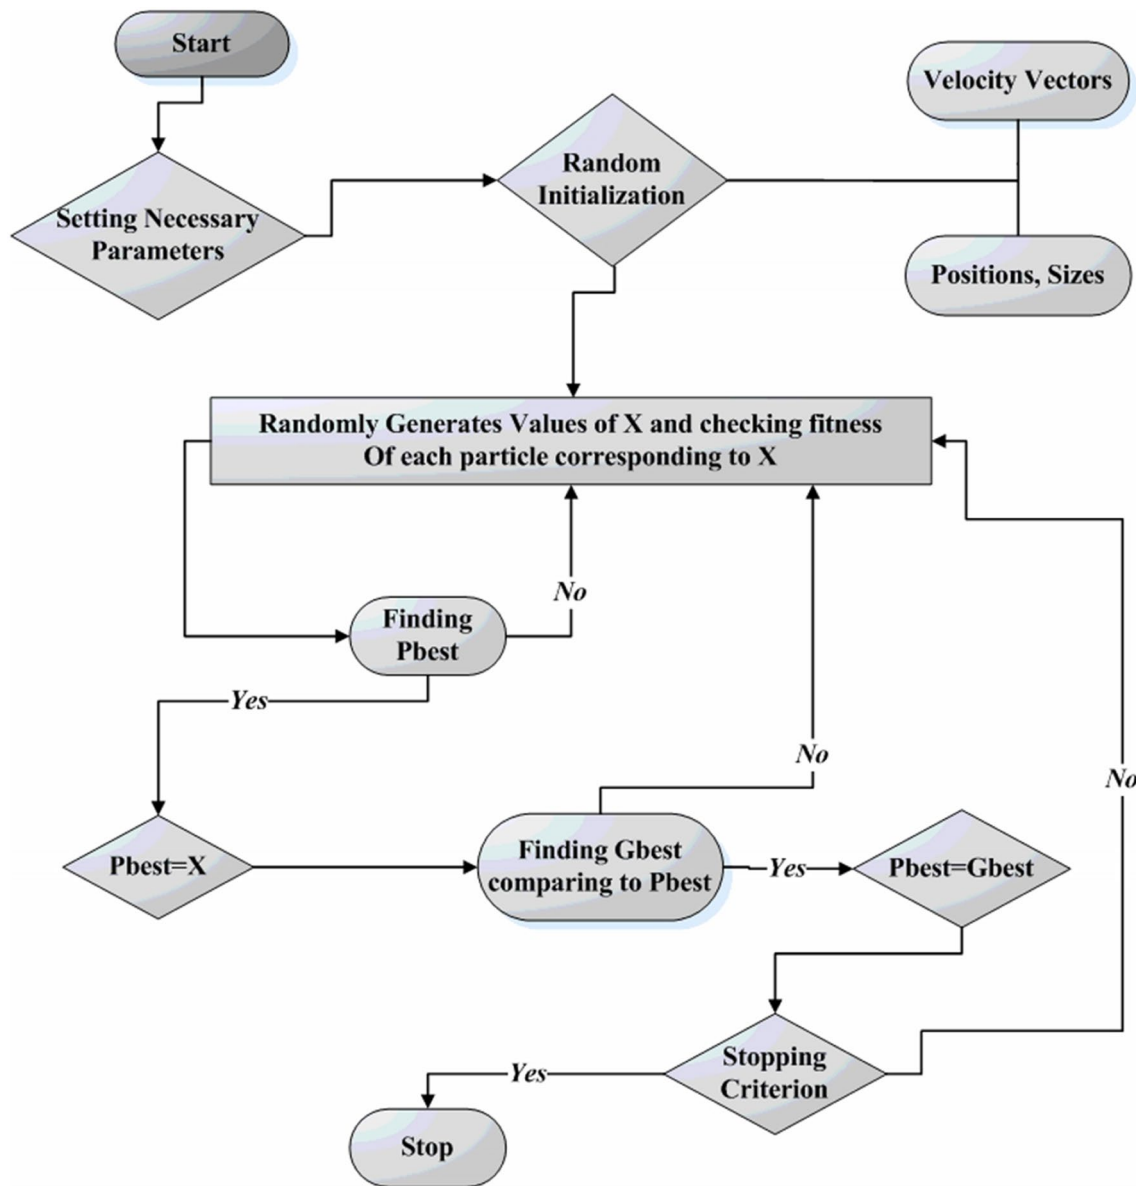 Start
Velocity Vectors
Random
Initialization
Setting Necessary
Parameters
Positions, Sizes
Randomly Generates Values of X and checking fitness
Of each particle corresponding to X
No
Finding
Pbest
Yes
No
No
Pbest=X
Finding Gbest
comparing to Pbest
Yes
Pbest=Gbest
Stopping
Criterion
Yes
Stop